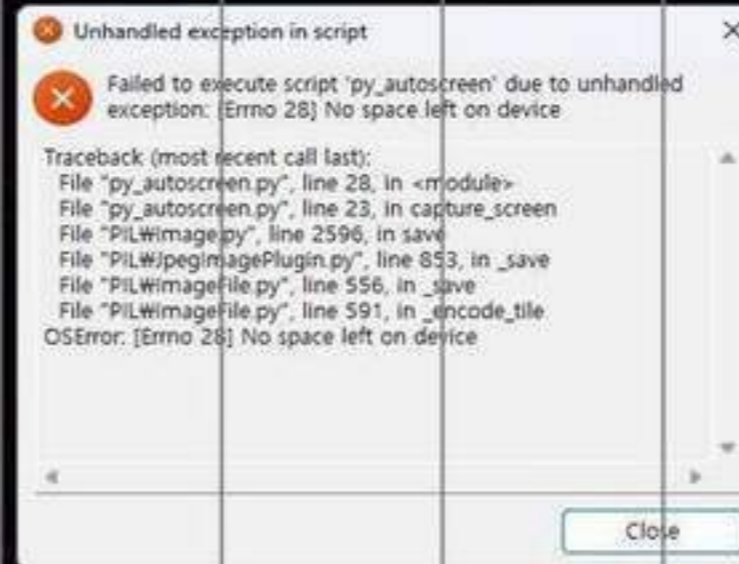 Unhandled exception in script
Failed to execute script 'py_autoscreen' due to unhandled
exception: [Errno 28] No space left on device
Traceback (most recent call last):
File "py_autoscreen.py", line 28, in <module>
File "py_autoscreen.py", line 23, in capture_screen
File "PIL₩Image.py", line 2596, in save
File "PIL₩JpegImagePlugin.py", line 853, in _save
File "PIL₩ImageFile.py", line 556, in _save
File "PIL₩ImageFile.py", line 591, in _encode_tile
OSError: [Errno 28] No space left on device
Close